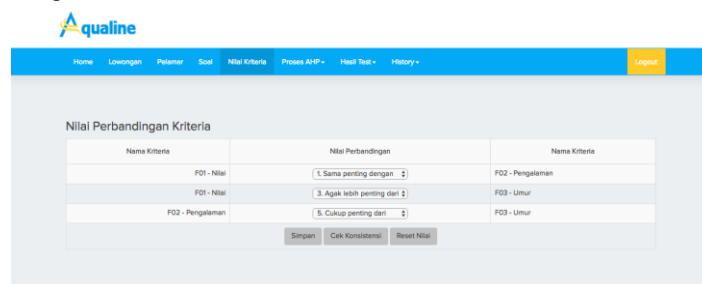 Aqualine
Home Lowongan Pelamar Soal Nilai Kriteria Proses AHP Hasil Test History Logout
Nilai Perbandingan Kriteria
Nama Kriteria Nilai Perbandingan Nama Kriteria
F01 - Nilai 1. Sama penting dengan F02 - Pengalaman
F01 - Nilai 3. Agak lebih penting dari F03 - Umur
F02 - Pengalaman 5. Cukup penting dari F03 - Umur
Simpan Cek Konsistensi Reset Nilai